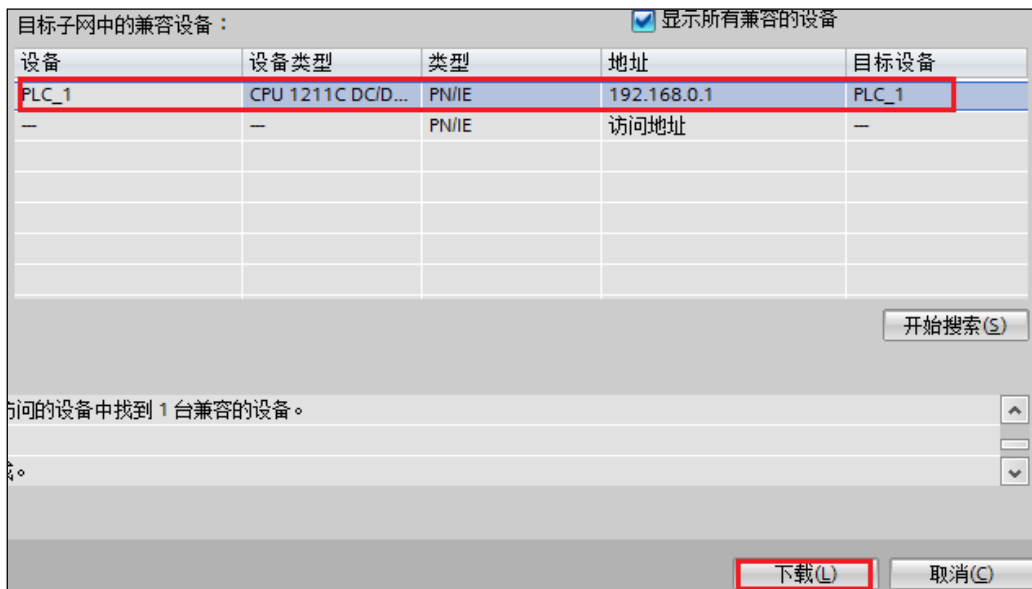 目标子网中的兼容设备： 显示所有兼容的设备
设备 设备类型 类型 地址 目标设备
PLC_1 CPU 1211C DC/D... PN/IE 192.168.0.1 PLC_1
— — PN/IE 访问地址 —
开始搜索(S)
问的设备中找到 1 台兼容的设备。
。
下载(L) 取消(C)